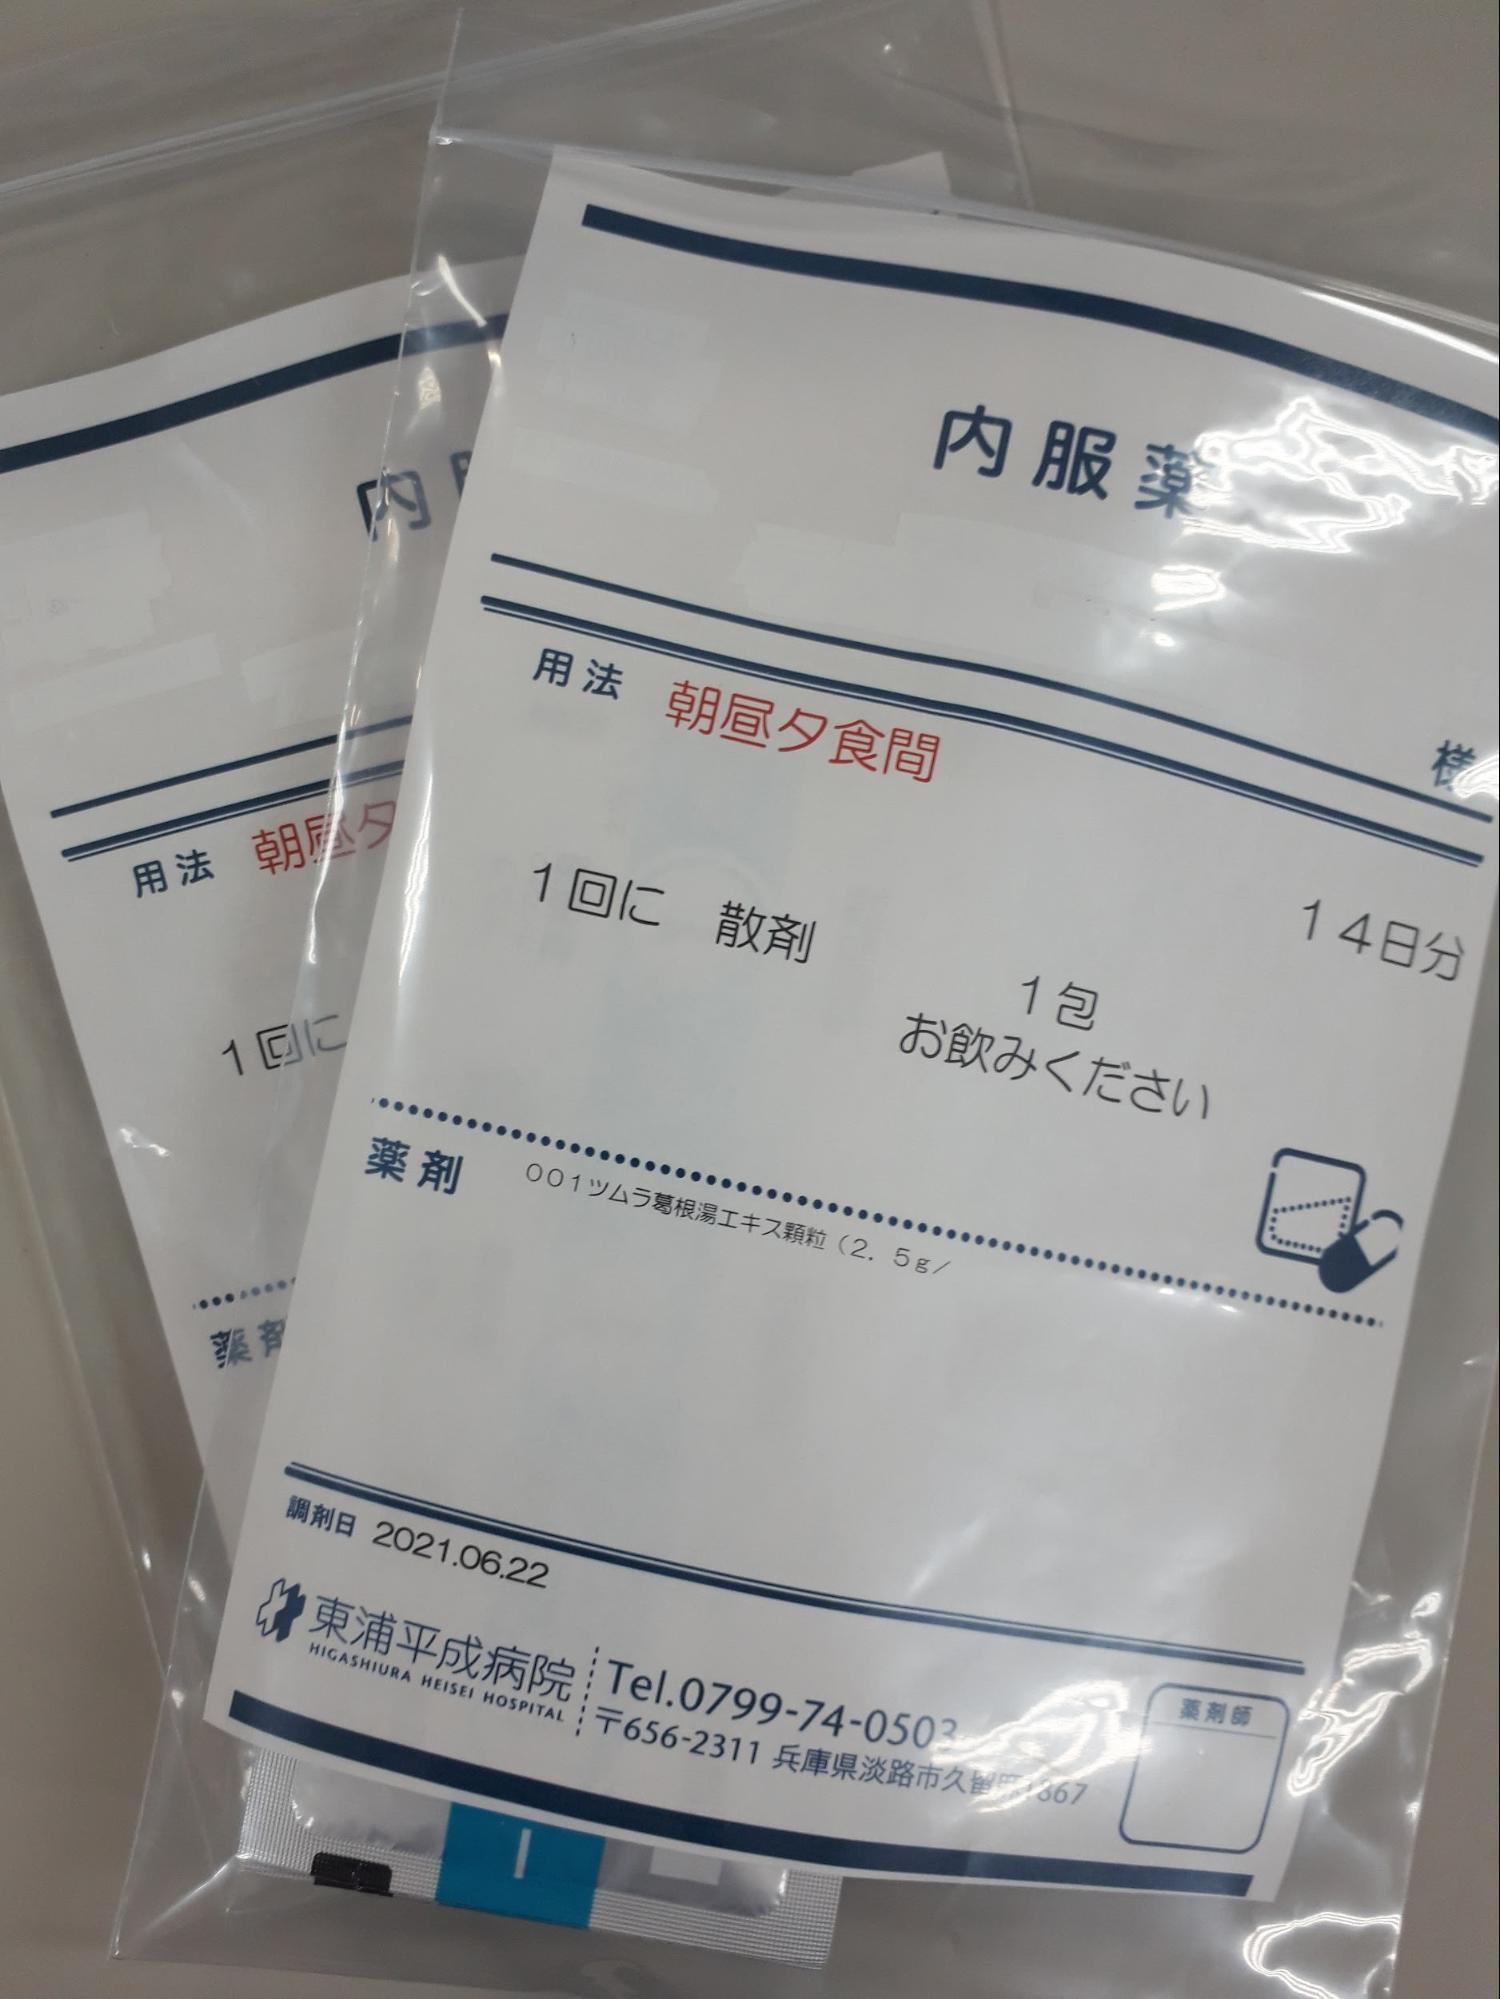 内服薬
様
用法 朝昼夕食間
14日分
1回に 散剤
1包
お飲みください
薬剤 001ツムラ葛根湯エキス顆粒(2.5g/
調剤日 2021.06.22
東浦平成病院
HIGASHIURA HEISEI HOSPITAL
Tel.0799-74-0503
〒656-2311 兵庫県淡路市久留麻1867
薬剤師
内
用法 朝昼夕
1回に
薬剤